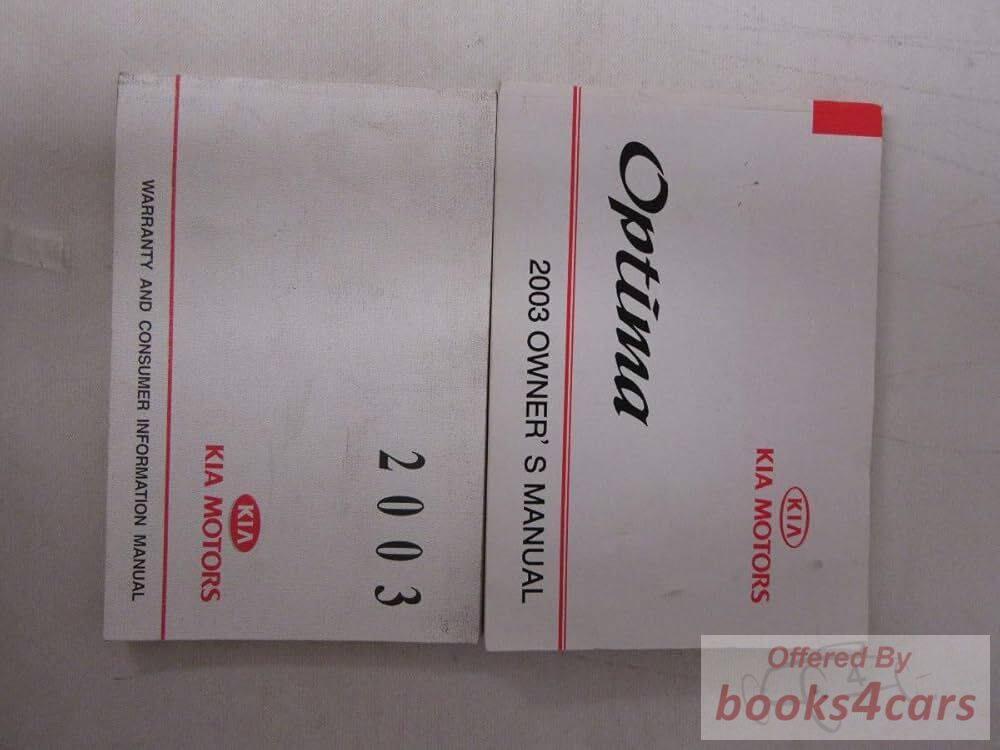 2003
KIA
KIA MOTORS
WARRANTY AND CONSUMER INFORMATION MANUAL
KIA
KIA MOTORS
Optima
2003 OWNER' S MANUAL
Offered By
books4cars